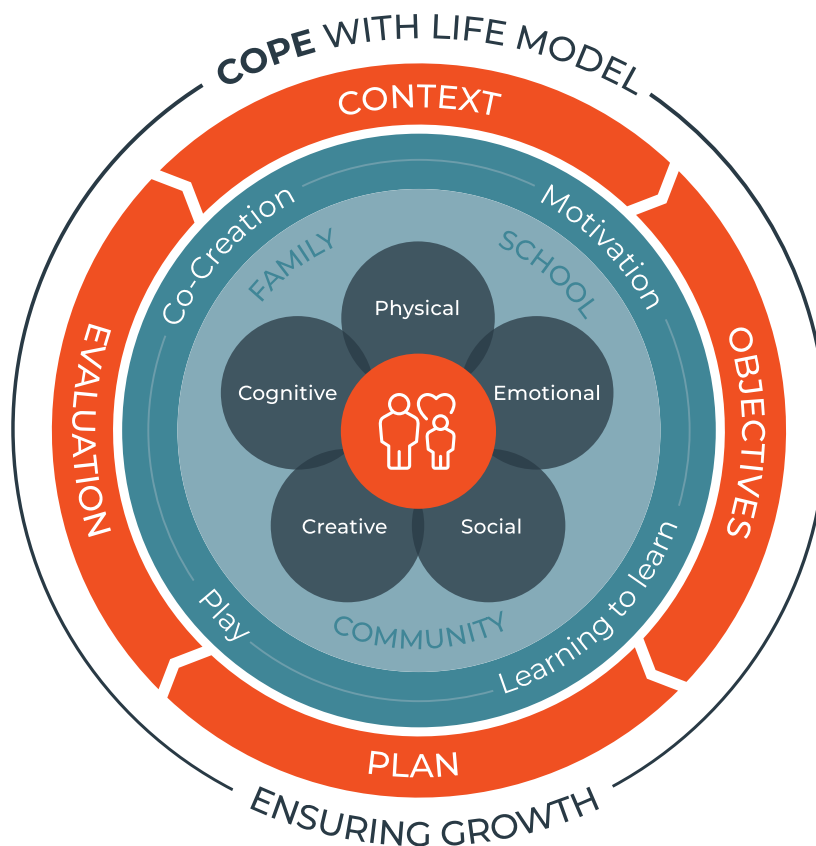 COPE WITH LIFE MODEL
CONTEXT
OBJECTIVES
PLAN
EVALUATION
Co-Creation
Motivation
Learning to learn
Play
FAMILY
SCHOOL
COMMUNITY
Physical
Cognitive
Emotional
Creative
Social
ENSURING GROWTH